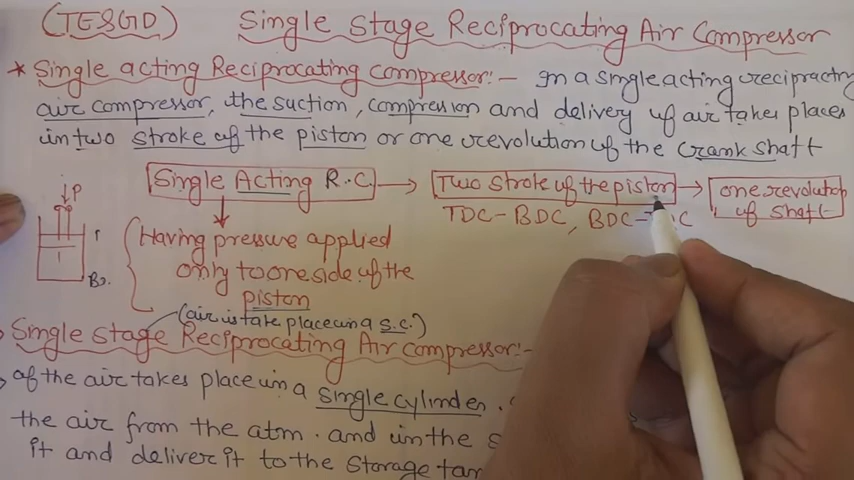 (TESGD) Single Stage Reciprocating Air Compressor
* Single acting Reciprocating compressor:- In a single acting reciprocatng
air compressor, the suction, compression and delivery of air takes places
in two stroke of the piston or one revolution of the crank shaft
Single Acting R.C. → Two stroke of the piston → one revolution of shaft
TDC-BDC, BDC-
P
Having pressure applied
only to one side of the
piston
(air is take place in a S.C.)
Single stage Reciprocating Air compressor:-
of the air takes place in a single cylinder.
the air from the atm. and in the
it and deliver it to the storage tan